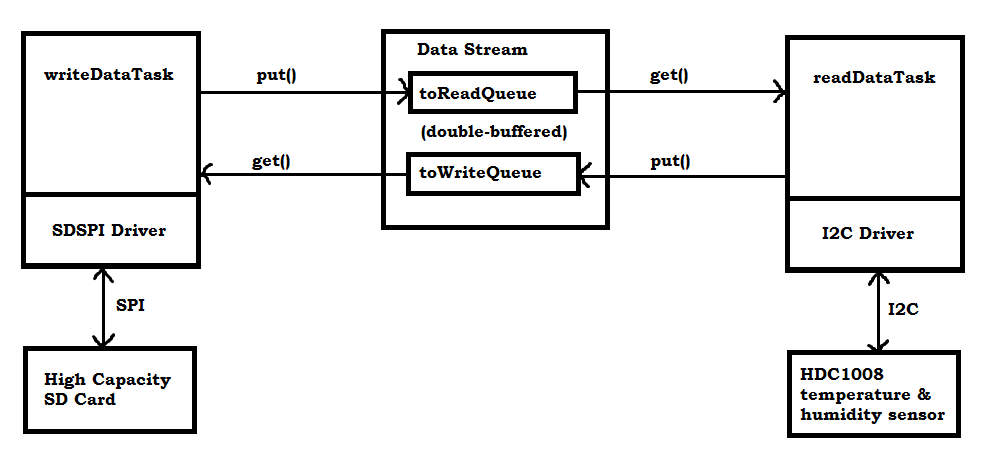 writeDataTask
put()
get()
SDSPI Driver
SPI
High Capacity
SD Card
Data Stream
toReadQueue
(double-buffered)
toWriteQueue
get()
put()
readDataTask
I2C Driver
I2C
HDC1008
temperature &
humidity sensor